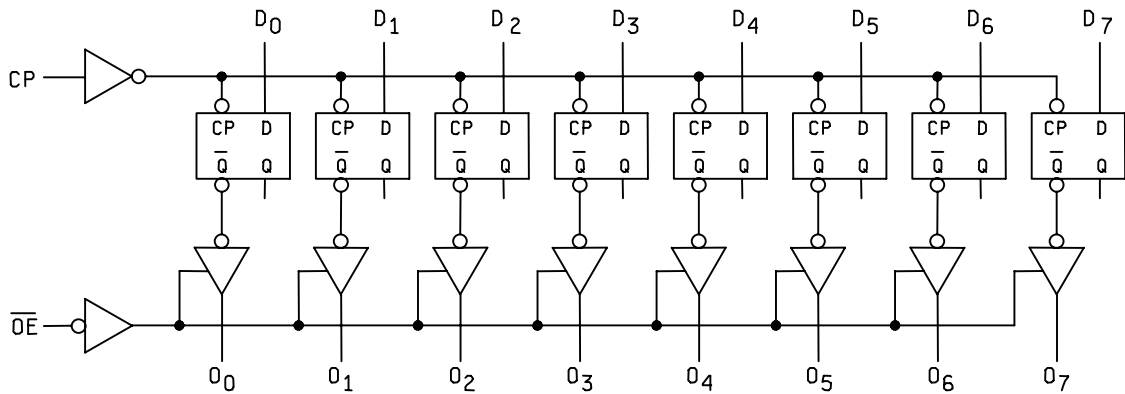 D0 D1 D2 D3 D4 D5 D6 D7
CP
CP D CP D CP D CP D CP D CP D CP D CP D
Q̅ Q Q̅ Q Q̅ Q Q̅ Q Q̅ Q Q̅ Q Q̅ Q Q̅ Q
O̅E̅
O0 O1 O2 O3 O4 O5 O6 O7